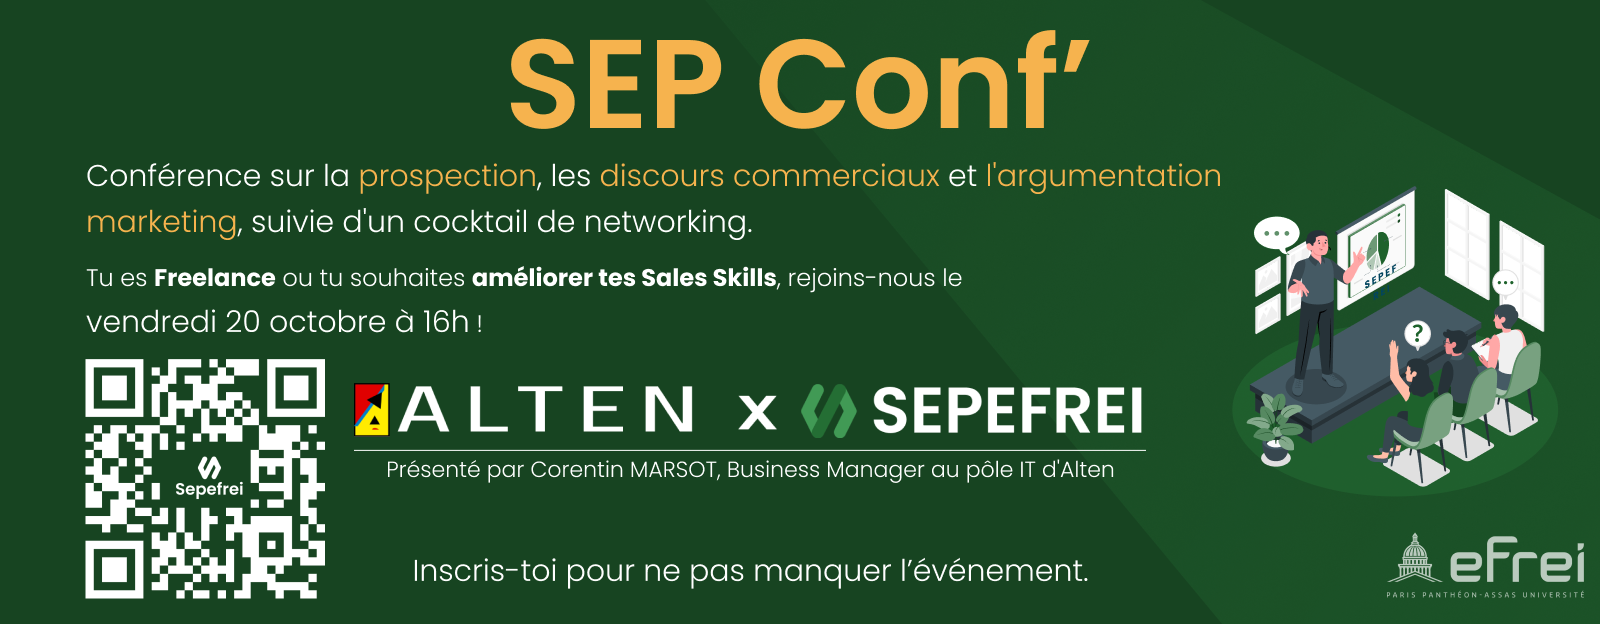 SEP Conf’
Conférence sur la prospection, les discours commerciaux et l'argumentation
marketing, suivie d'un cocktail de networking.
Tu es Freelance ou tu souhaites améliorer tes Sales Skills, rejoins-nous le
vendredi 20 octobre à 16h !
SEPEF
?
ALTEN x SEPEFREI
Présenté par Corentin MARSOT, Business Manager au pôle IT d'Alten
Sepefrei
Inscris-toi pour ne pas manquer l’événement.
efrei
PARIS PANTHÉON-ASSAS UNIVERSITÉ